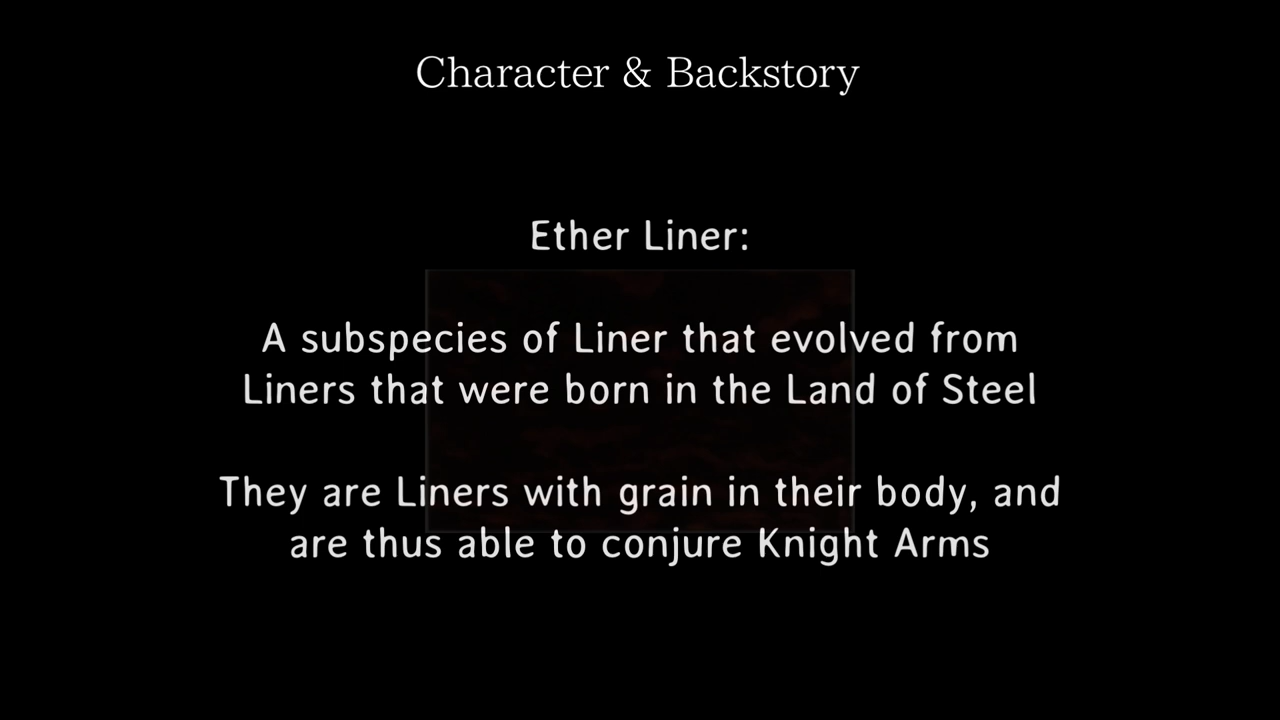 Character & Backstory
Ether Liner:
A subspecies of Liner that evolved from
Liners that were born in the Land of Steel
They are Liners with grain in their body, and
are thus able to conjure Knight Arms